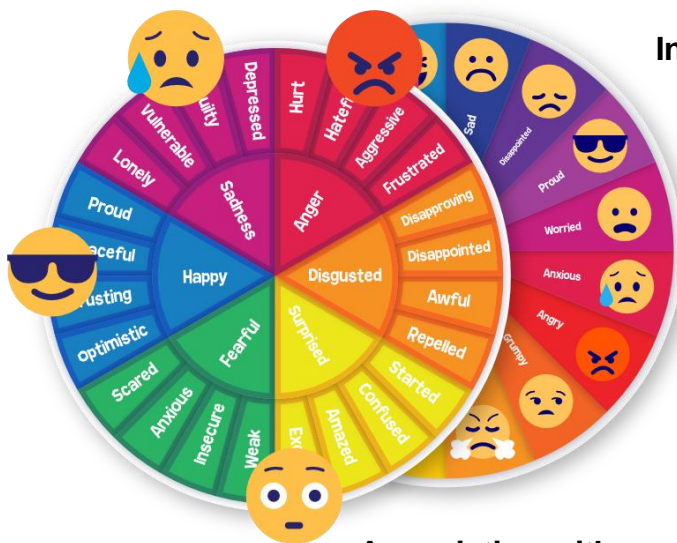 In
Depressed
Vulnerable
Lonely
Sadness
Hurt
Aggressive
Frustrated
Anger
Proud
Optimistic
Happy
Disapproving
Disappointed
Awful
Repelled
Disgusted
Scared
Anxious
Insecure
Weak
Fearful
Started
Confused
Amazed
Surprised
Sad
Disappointed
Proud
Worried
Anxious
Angry
Grumpy